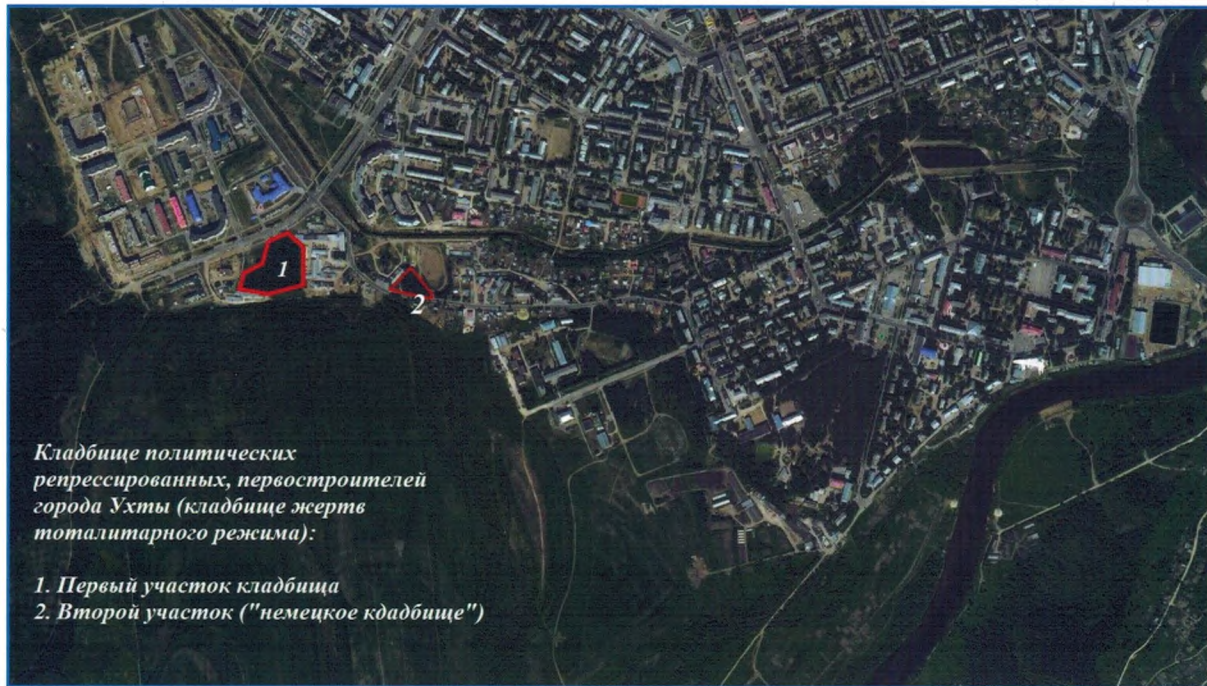 1
2
Кладбище политических
репрессированных, первостроителей
города Ухты (кладбище жертв
тоталитарного режима):
1. Первый участок кладбища
2. Второй участок ("немецкое кдадбище")